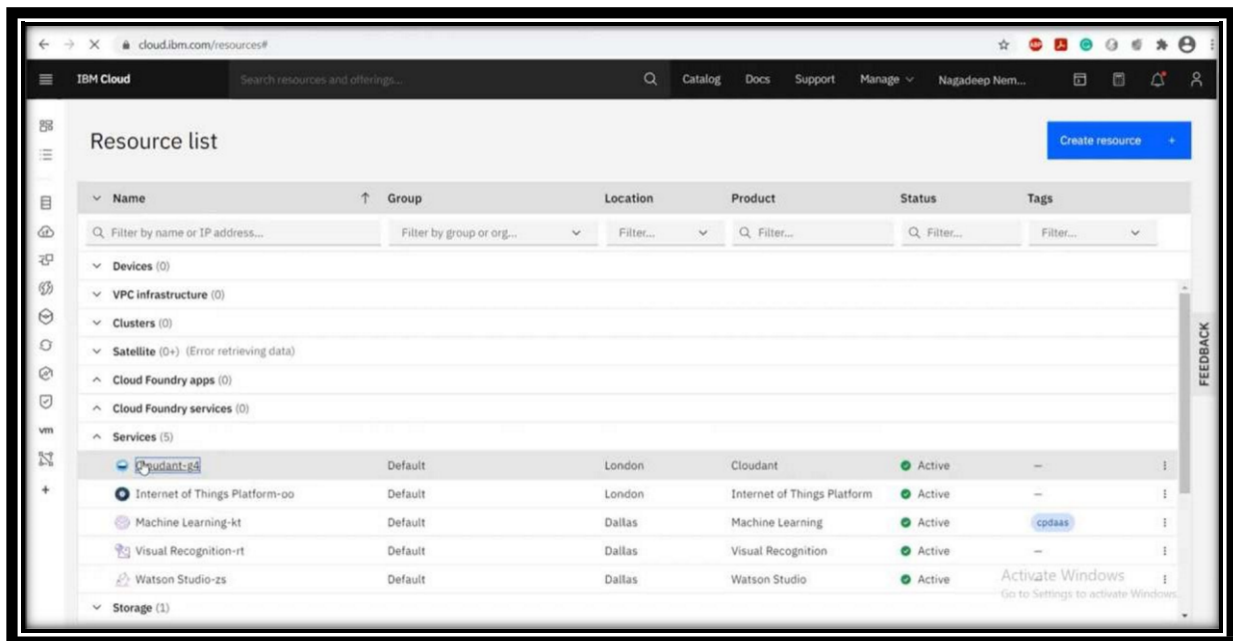 cloud.ibm.com/resources#
ABP
IBM Cloud Search resources and offerings... Catalog Docs Support Manage Nagadeep Nem...
Resource list
Create resource +
Name Group Location Product Status Tags
Filter by name or IP address... Filter by group or org... Filter... Filter... Filter... Filter...
Devices (0)
VPC infrastructure (0)
Clusters (0)
Satellite (0+) (Error retrieving data)
Cloud Foundry apps (0)
Cloud Foundry services (0)
vm
Services (5)
Cloudant-g4 Default London Cloudant Active –
Internet of Things Platform-oo Default London Internet of Things Platform Active –
Machine Learning-kt Default Dallas Machine Learning Active cpdaas
Visual Recognition-rt Default Dallas Visual Recognition Active –
Watson Studio-zs Default Dallas Watson Studio Active
Storage (1)
FEEDBACK
Activate Windows
Go to Settings to activate Windows.